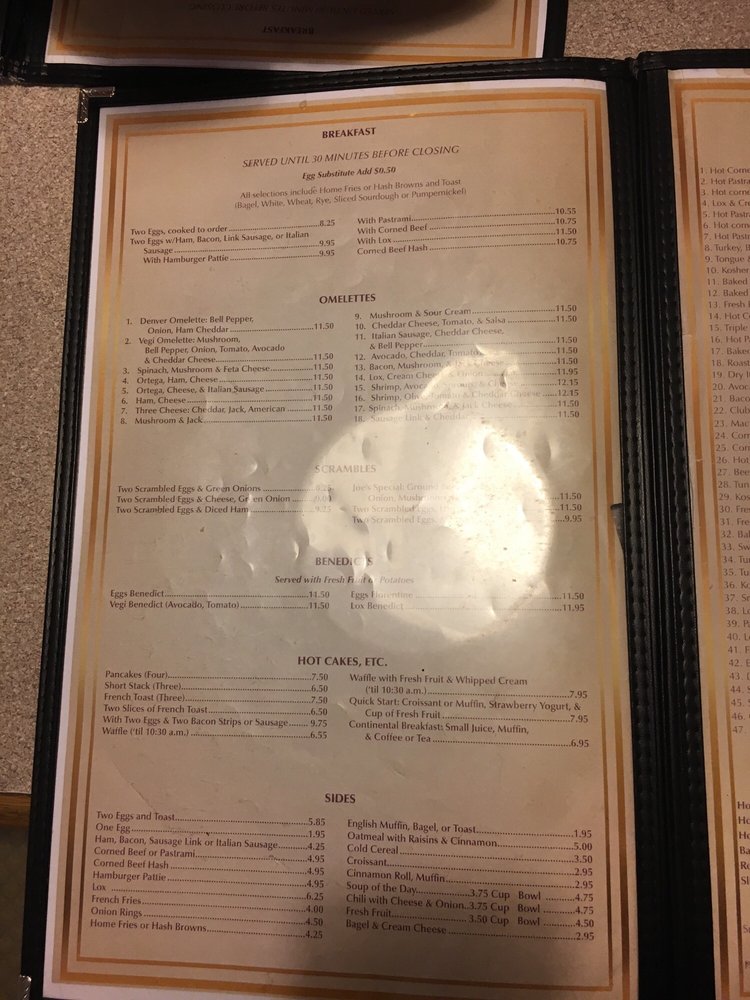 BREAKFAST
SERVED UNTIL 30 MINUTES BEFORE CLOSING
Egg Substitute Add $0.50
All selections include Home Fries or Hash Browns and Toast
(Bagel, White, Wheat, Rye, Sliced Sourdough or Pumpernickel)
Two Eggs, cooked to order 8.25
Two Eggs w/Ham, Bacon, Link Sausage, or Italian
Sausage 9.95
With Hamburger Pattie 9.95
With Pastrami 10.55
With Corned Beef 10.75
With Lox 11.50
Corned Beef Hash 10.75
OMELETTES
1. Denver Omelette: Bell Pepper,
Onion, Ham Cheddar 11.50
2. Vegi Omelette: Mushroom,
Bell Pepper, Onion, Tomato, Avocado
& Cheddar Cheese 11.50
3. Spinach, Mushroom & Feta Cheese 11.50
4. Ortega, Ham, Cheese 11.50
5. Ortega, Cheese, & Italian Sausage 11.50
6. Ham, Cheese 11.50
7. Three Cheese: Cheddar, Jack, American 11.50
8. Mushroom & Jack 11.50
9. Mushroom & Sour Cream 11.50
10. Cheddar Cheese, Tomato, & Salsa 11.50
11. Italian Sausage, Cheddar Cheese,
& Bell Pepper 11.50
12. Avocado, Cheddar, Tomato 11.50
13. Bacon, Mushroom, & Cheese 11.50
14. Lox, Cream Cheese & Onion 11.95
15. Shrimp, Avocado, & 12.15
16. Shrimp, Tomato & Cheddar Cheese 12.15
17. Spinach, Mushroom, & Jack Cheese 11.50
18. Sausage Link & Cheddar 11.50
SCRAMBLES
Two Scrambled Eggs & Green Onions
Two Scrambled Eggs & Cheese, Green Onion
Two Scrambled Eggs & Diced Ham 9.25
Joe's Special: Ground
Onion, Mushroom 11.50
Two Scrambled Eggs, 11.50
Two Scrambled Eggs, 9.95
BENEDICTS
Served with Fresh Fruit or Potatoes
Eggs Benedict 11.50
Vegi Benedict (Avocado, Tomato) 11.50
Eggs Florentine 11.50
Lox Benedict 11.95
HOT CAKES, ETC.
Pancakes (Four) 7.50
Short Stack (Three) 6.50
French Toast (Three) 7.50
Two Slices of French Toast 6.50
With Two Eggs & Two Bacon Strips or Sausage 9.75
Waffle ('til 10:30 a.m.) 6.55
Waffle with Fresh Fruit & Whipped Cream
('til 10:30 a.m.) 7.95
Quick Start: Croissant or Muffin, Strawberry Yogurt, &
Cup of Fresh Fruit 7.95
Continental Breakfast: Small Juice, Muffin,
& Coffee or Tea 6.95
SIDES
Two Eggs and Toast 5.85
One Egg 1.95
Ham, Bacon, Sausage Link or Italian Sausage 4.25
Corned Beef or Pastrami 4.95
Corned Beef Hash 4.95
Hamburger Pattie 4.95
Lox 6.25
French Fries 4.00
Onion Rings 4.50
Home Fries or Hash Browns 4.25
English Muffin, Bagel, or Toast 1.95
Oatmeal with Raisins & Cinnamon 5.00
Cold Cereal 3.50
Croissant 2.95
Cinnamon Roll, Muffin 2.95
Soup of the Day 3.75 Cup Bowl 4.75
Chili with Cheese & Onion 3.75 Cup Bowl 4.75
Fresh Fruit 3.50 Cup Bowl 4.50
Bagel & Cream Cheese 2.95